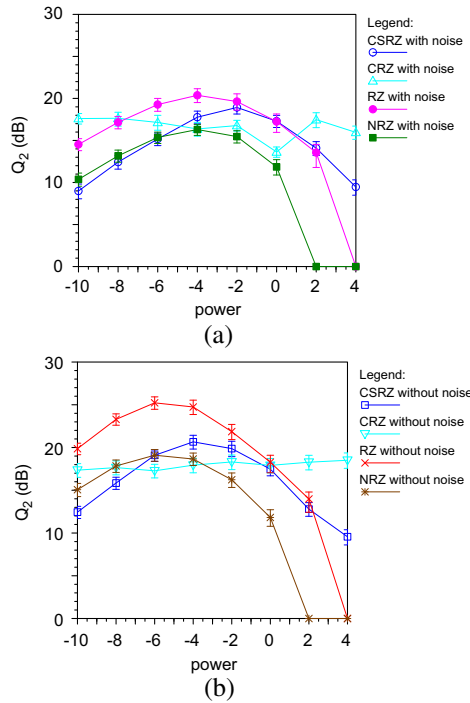 30
20
10
0
Q2 (dB)
-10 -8 -6 -4 -2 0 2 4
power
Legend:
CSRZ with noise
CRZ with noise
RZ with noise
NRZ with noise
(a)
30
20
10
0
Q2 (dB)
-10 -8 -6 -4 -2 0 2 4
power
Legend:
CSRZ without noise
CRZ without noise
RZ without noise
NRZ without noise
(b)